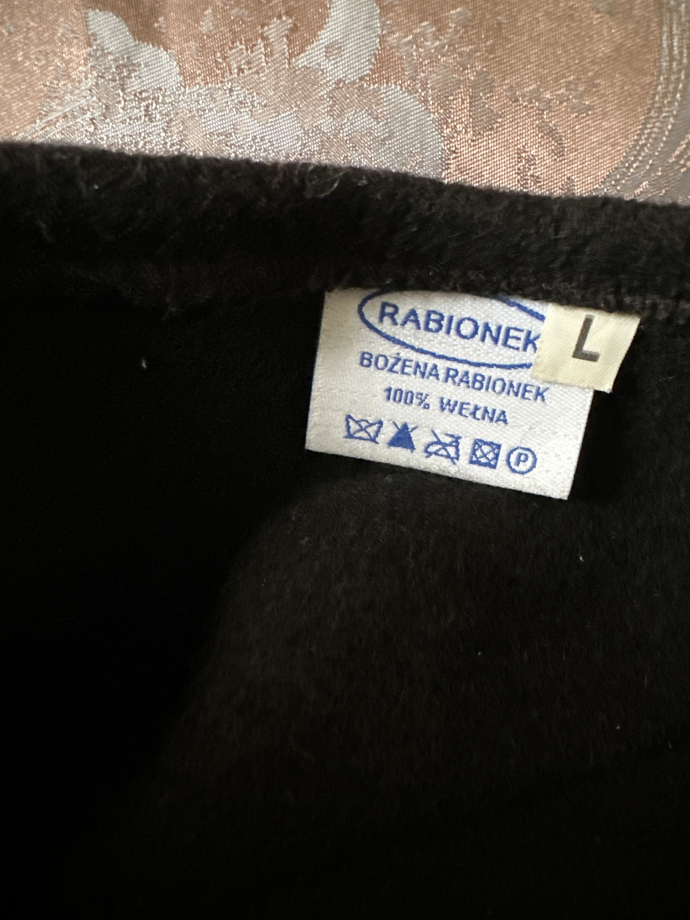 RABIONEK
L
BOŻENA RABIONEK
100% WEŁNA
P